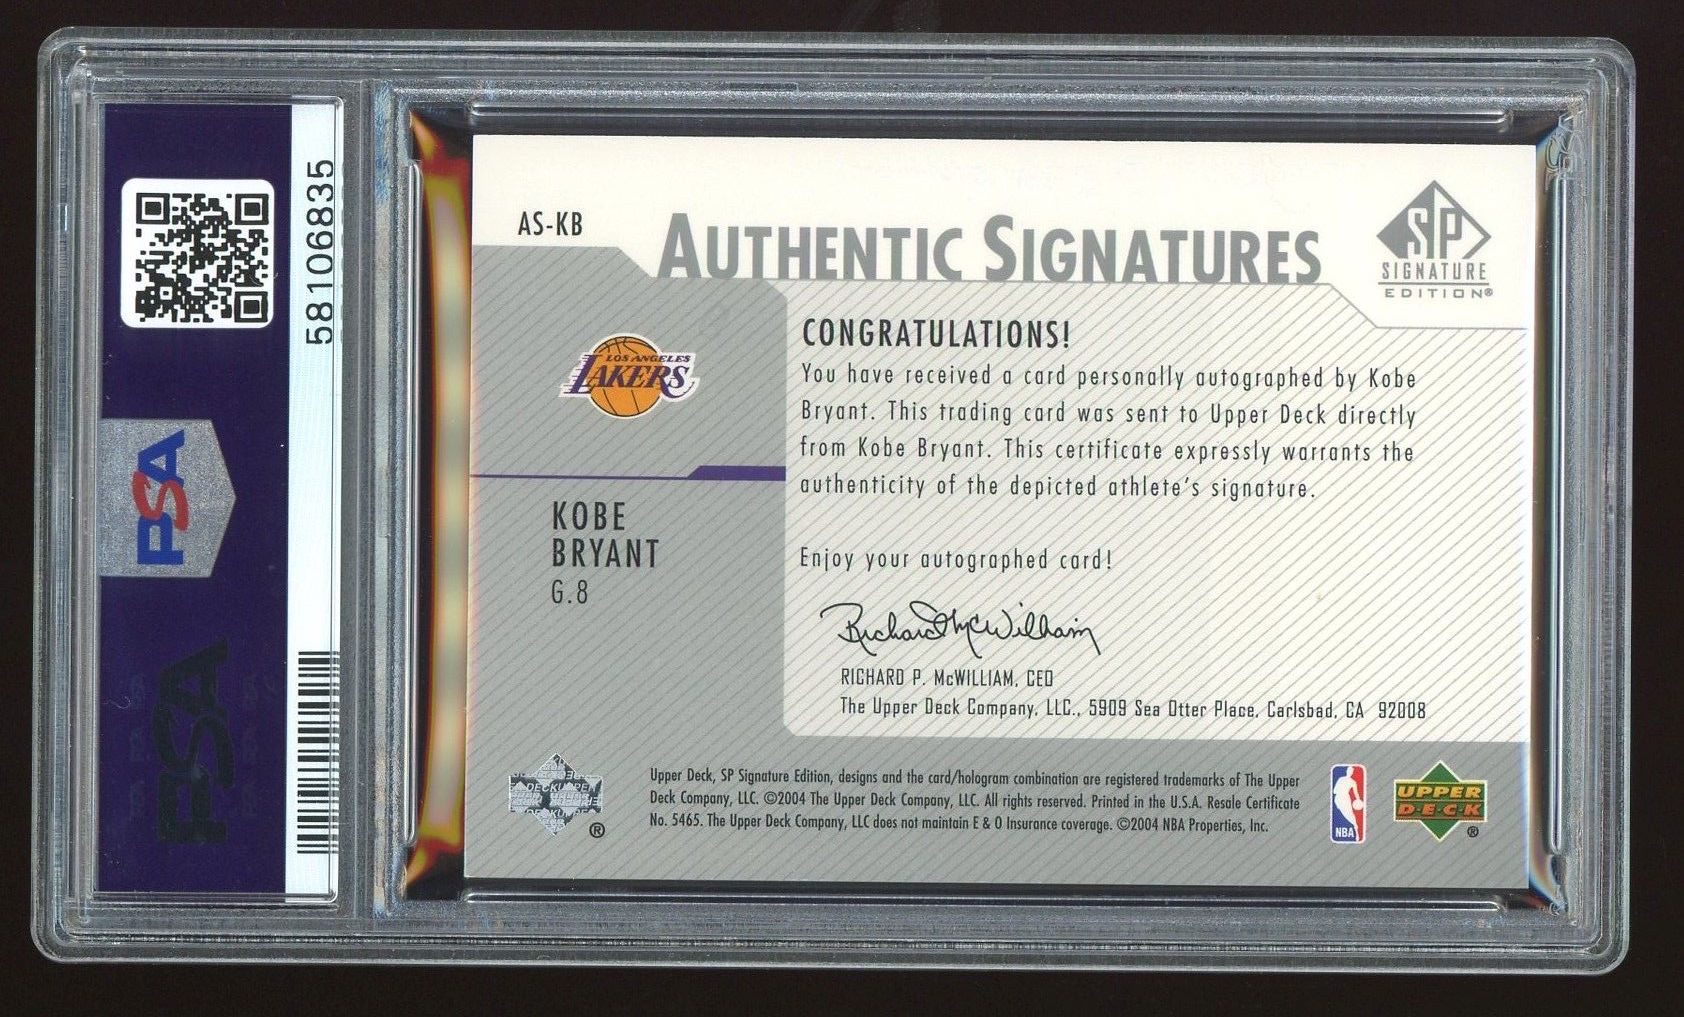 58106835
PSA
PSA
AS-KB
AUTHENTIC SIGNATURES
SP
SIGNATURE
EDITION®
LOS ANGELES
LAKERS
CONGRATULATIONS!
You have received a card personally autographed by Kobe
Bryant. This trading card was sent to Upper Deck directly
from Kobe Bryant. This certificate expressly warrants the
authenticity of the depicted athlete's signature.
KOBE
BRYANT
G.8
Enjoy your autographed card!
Richard McWilliam
RICHARD P. McWILLIAM, CEO
The Upper Deck Company, LLC., 5909 Sea Otter Place, Carlsbad, CA 92008
Upper Deck, SP Signature Edition, designs and the card/hologram combination are registered trademarks of The Upper
Deck Company, LLC. ©2004 The Upper Deck Company, LLC. All rights reserved. Printed in the U.S.A. Resale Certificate
No. 5465. The Upper Deck Company, LLC does not maintain E & O Insurance coverage. ©2004 NBA Properties, Inc.
®
NBA
UPPER
DECK
®